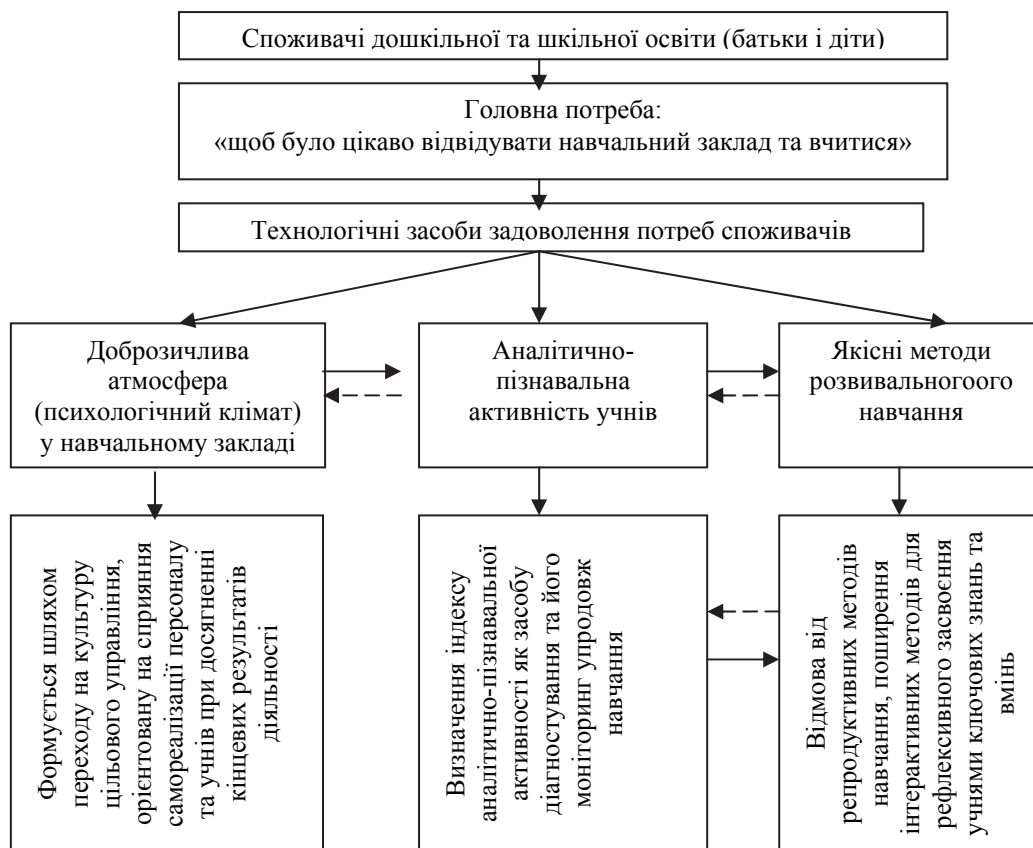 Споживачі дошкільної та шкільної освіти (батьки і діти)
Головна потреба:
«щоб було цікаво відвідувати навчальний заклад та вчитися»
Технологічні засоби задоволення потреб споживачів
Доброзичлива
атмосфера
(психологічний клімат)
у навчальному закладі
Аналітично-
пізнавальна
активність учнів
Якісні методи
розвивальногоого
навчання
Формується шляхом
переходу на культуру
цільового управління,
орієнтовану на сприяння
самореалізації персоналу
та учнів при досягненні
кінцевих результатів
діяльності
Визначення індексу
аналітично-пізнавальної
активності як засобу
діагностування та його
моніторинг упродовж
навчання
Відмова від
репродуктивних методів
навчання, поширення
інтерактивних методів для
рефлексивного засвоєння
учнями ключових знань та
вмінь